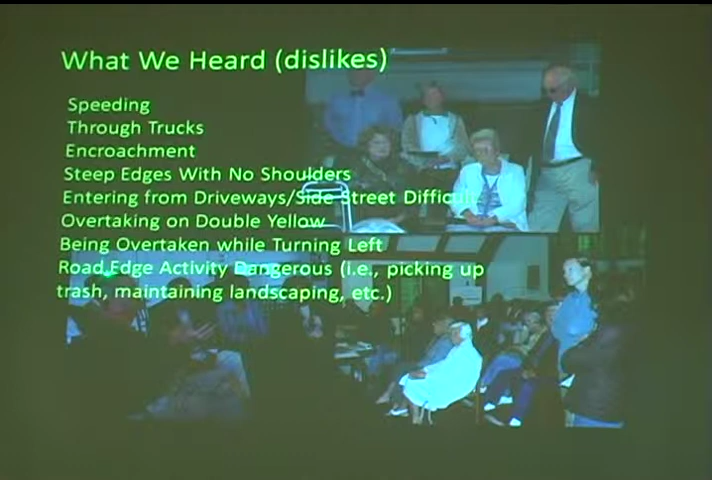 What We Heard (dislikes)
Speeding
Through Trucks
Encroachment
Steep Edges With No Shoulders
Entering from Driveways/Side Street Difficult
Overtaking on Double Yellow
Being Overtaken while Turning Left
Road Edge Activity Dangerous (I.e., picking up
trash, maintaining landscaping, etc.)